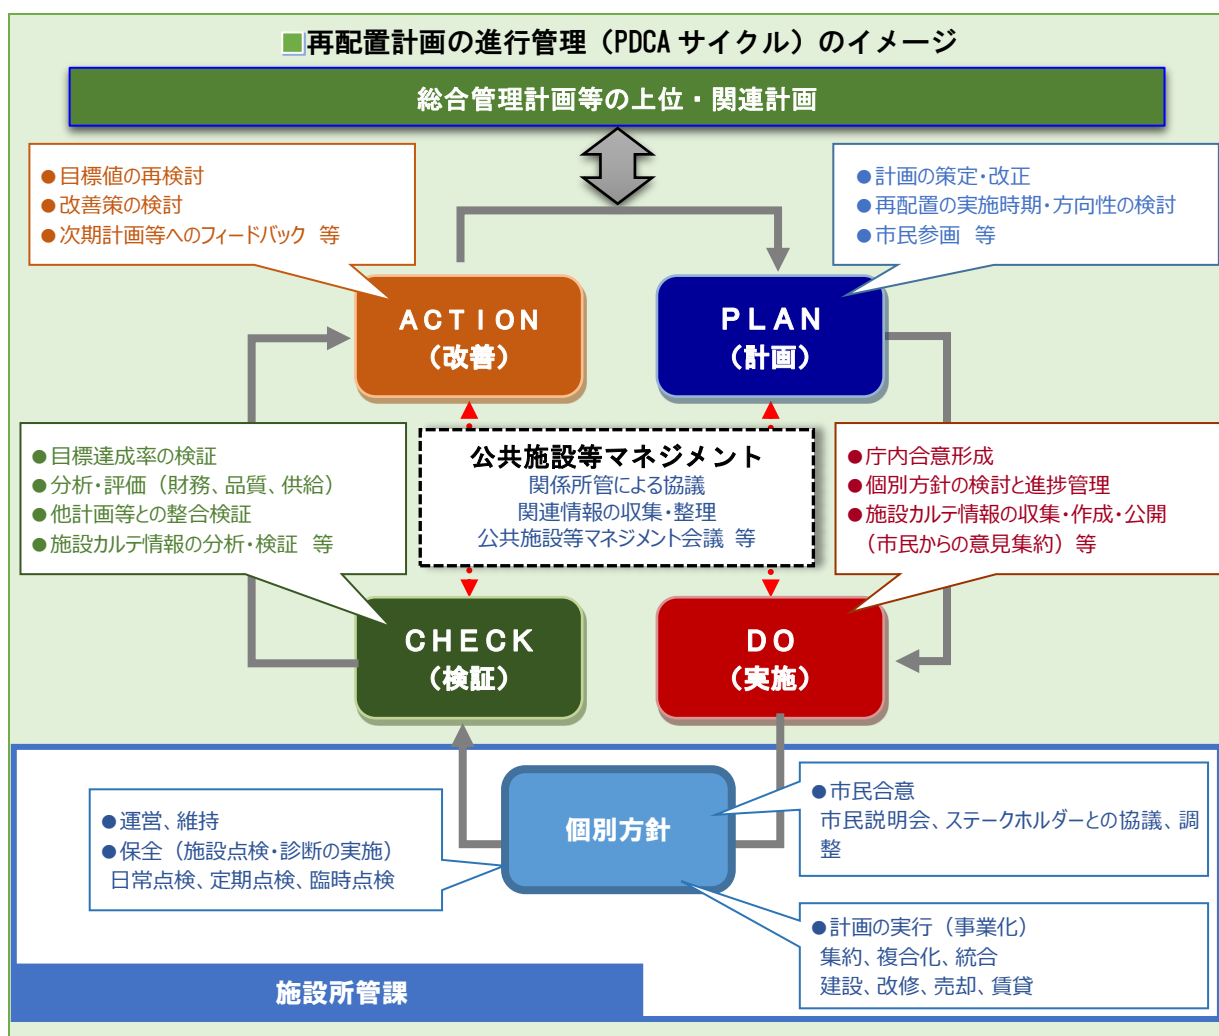 ■再配置計画の進行管理（PDCA サイクル）のイメージ
総合管理計画等の上位・関連計画
●目標値の再検討
●改善策の検討
●次期計画等へのフィードバック　等
●計画の策定・改正
●再配置の実施時期・方向性の検討
●市民参画　等
ＡＣＴＩＯＮ
（改善）
ＰＬＡＮ
（計画）
●目標達成率の検証
●分析・評価（財務、品質、供給）
●他計画等との整合検証
●施設カルテ情報の分析・検証　等
公共施設等マネジメント
関係所管による協議
関連情報の収集・整理
公共施設等マネジメント会議　等
●庁内合意形成
●個別方針の検討と進捗管理
●施設カルテ情報の収集・作成・公開
（市民からの意見集約）等
ＣＨＥＣＫ
（検証）
ＤＯ
（実施）
●運営、維持
●保全（施設点検・診断の実施）
日常点検、定期点検、臨時点検
個別方針
●市民合意
市民説明会、ステークホルダーとの協議、調
整
●計画の実行（事業化）
集約、複合化、統合
建設、改修、売却、賃貸
施設所管課